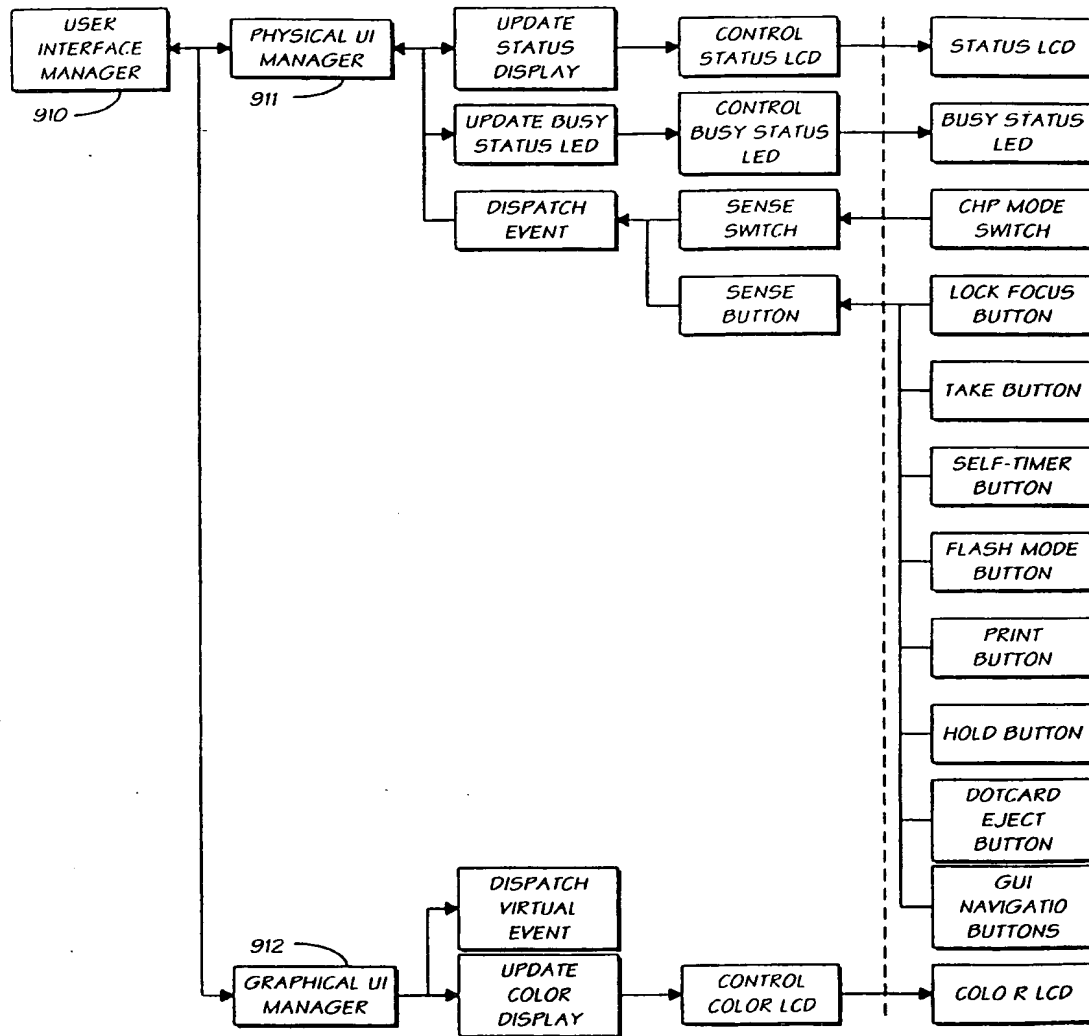 USER
INTERFACE
MANAGER
910
PHYSICAL UI
MANAGER
911
UPDATE
STATUS
DISPLAY
CONTROL
STATUS LCD
STATUS LCD
UPDATE BUSY
STATUS LED
CONTROL
BUSY STATUS
LED
BUSY STATUS
LED
DISPATCH
EVENT
SENSE
SWITCH
CHP MODE
SWITCH
SENSE
BUTTON
LOCK FOCUS
BUTTON
TAKE BUTTON
SELF-TIMER
BUTTON
FLASH MODE
BUTTON
PRINT
BUTTON
HOLD BUTTON
DOTCARD
EJECT
BUTTON
GUI
NAVIGATIO
BUTTONS
DISPATCH
VIRTUAL
EVENT
912
GRAPHICAL UI
MANAGER
UPDATE
COLOR
DISPLAY
CONTROL
COLOR LCD
COLO R LCD